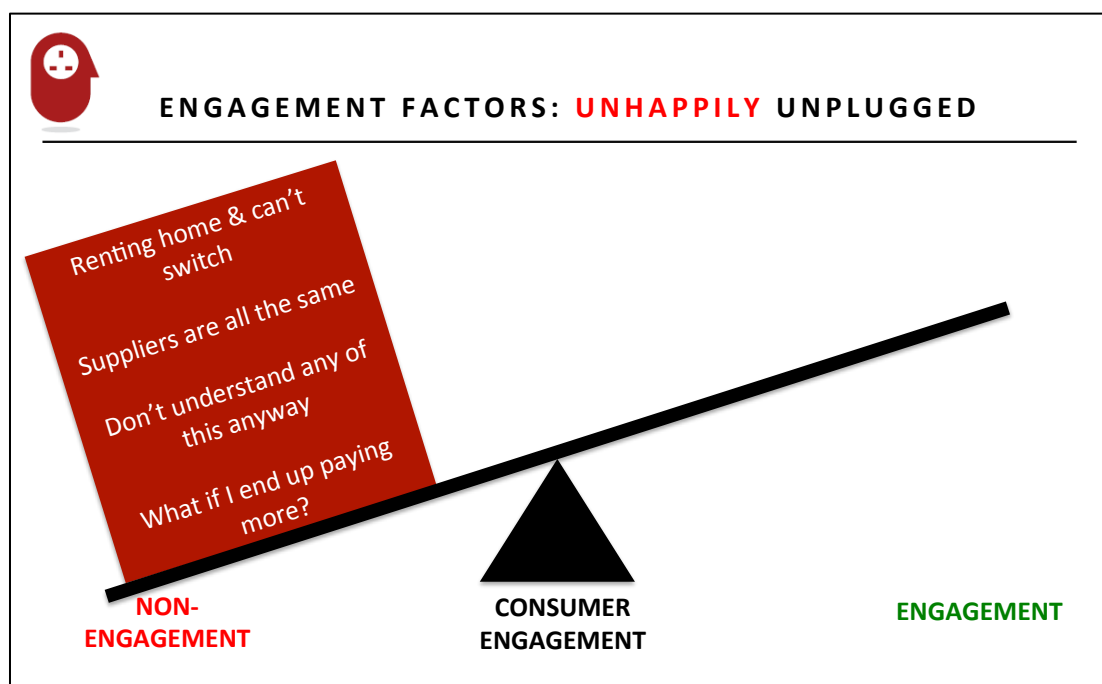 ENGAGEMENT FACTORS: UNHAPPILY UNPLUGGED
Renting home & can’t
switch
Suppliers are all the same
Don’t understand any of
this anyway
What if I end up paying
more?
NON-
ENGAGEMENT
CONSUMER
ENGAGEMENT
ENGAGEMENT